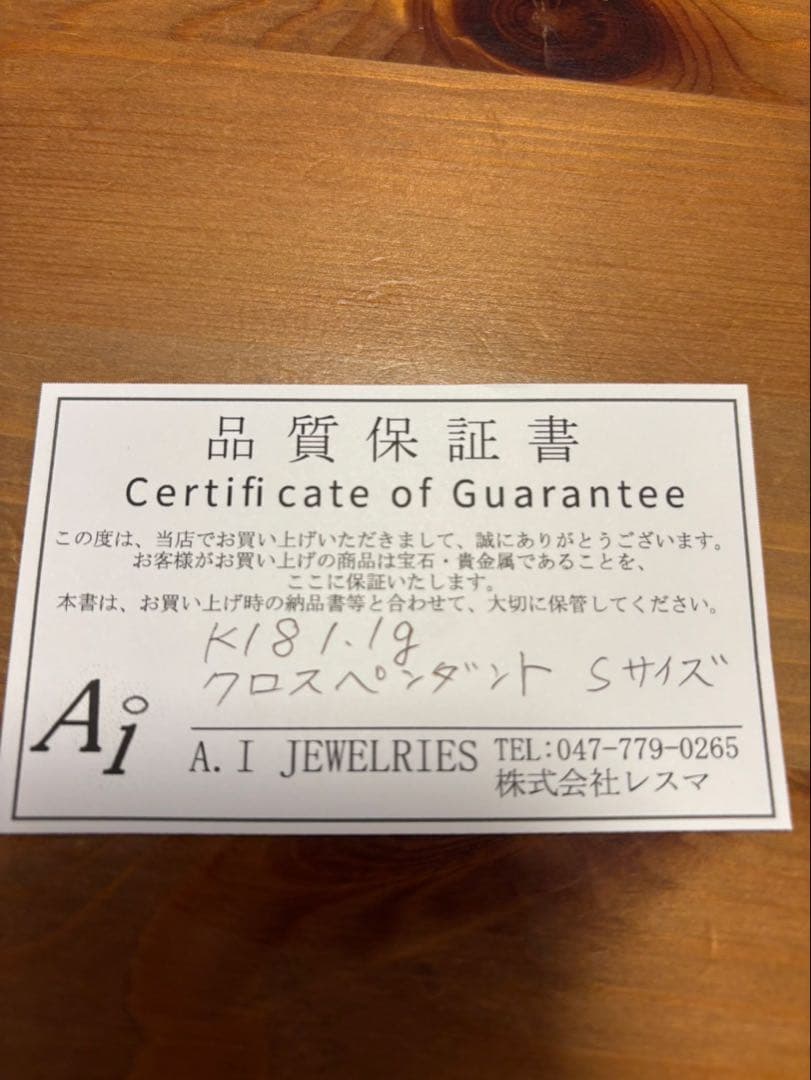 品質保証書
Certificate of Guarantee
この度は、当店でお買い上げいただきまして、誠にありがとうございます。
お客様がお買い上げの商品は宝石・貴金属であることを、
ここに保証いたします。
本書は、お買い上げ時の納品書等と合わせて、大切に保管してください。
K18 1.1g
クロスペンダント Sサイズ
Ai
A.I JEWELRIES TEL:047-779-0265
株式会社レスマ